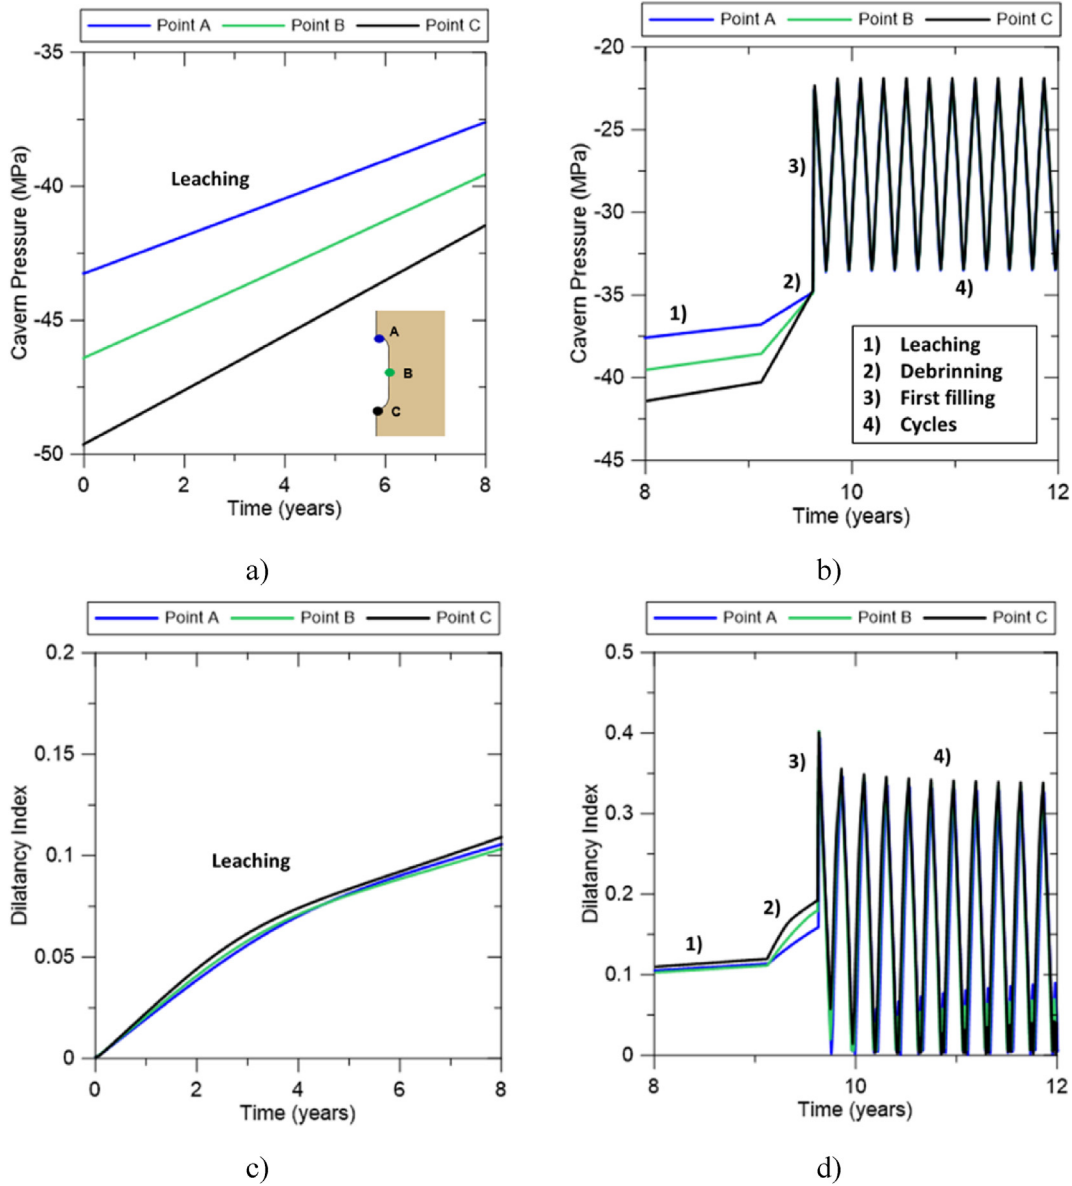 Point A Point B Point C
-35
-40
-45
-50
Cavern Pressure (MPa)
Leaching
A
B
C
0 2 4 6 8
Time (years)
a)
Point A Point B Point C
-20
-25
-30
-35
-40
-45
Cavern Pressure (MPa)
3)
2)
1)
4)
1) Leaching
2) Debrinning
3) First filling
4) Cycles
8 10 12
Time (years)
b)
Point A Point B Point C
0.2
0.15
0.1
0.05
0
Dilatancy Index
Leaching
0 2 4 6 8
Time (years)
c)
Point A Point B Point C
0.5
0.4
0.3
0.2
0.1
0
Dilatancy Index
3)
4)
2)
1)
8 10 12
Time (years)
d)